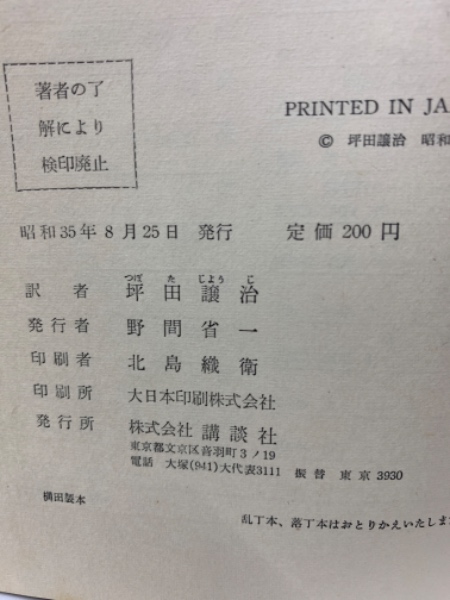 著者の了
解により
検印廃止
PRINTED IN JA
© 坪田譲治 昭和
昭和35年8月25日 発行 定価 200 円
つぼ た じよう じ
訳者 坪田譲治
発行者 野間省一
印刷者 北島織衛
印刷所 大日本印刷株式会社
発行所 株式会社 講談社
東京都文京区音羽町3ノ19
電話 大塚(941)大代表3111 振替 東京 3930
横田製本
乱丁本、落丁本はおとりかえいたしま